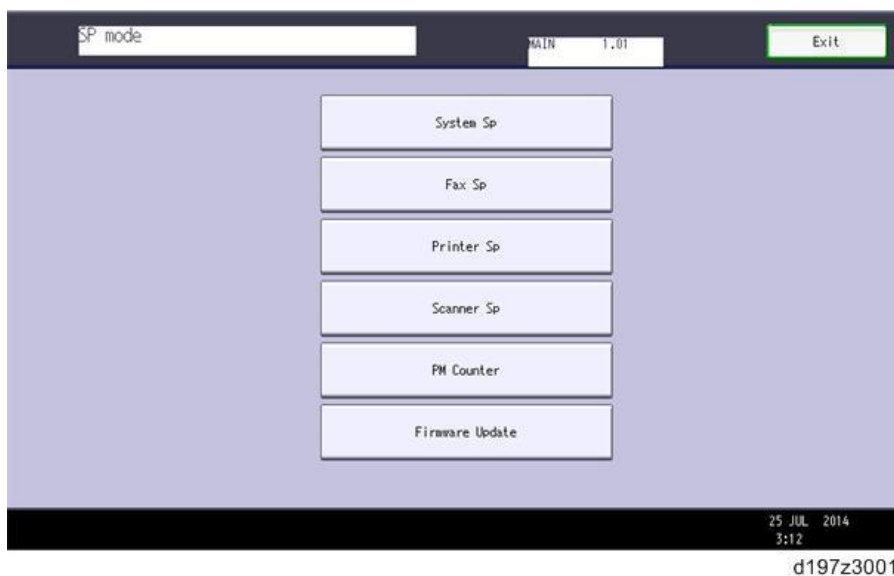 SP mode
MAIN 1.01
Exit
System Sp
Fax Sp
Printer Sp
Scanner Sp
PM Counter
Firmware Update
25 JUL 2014
3:12
d197z3001